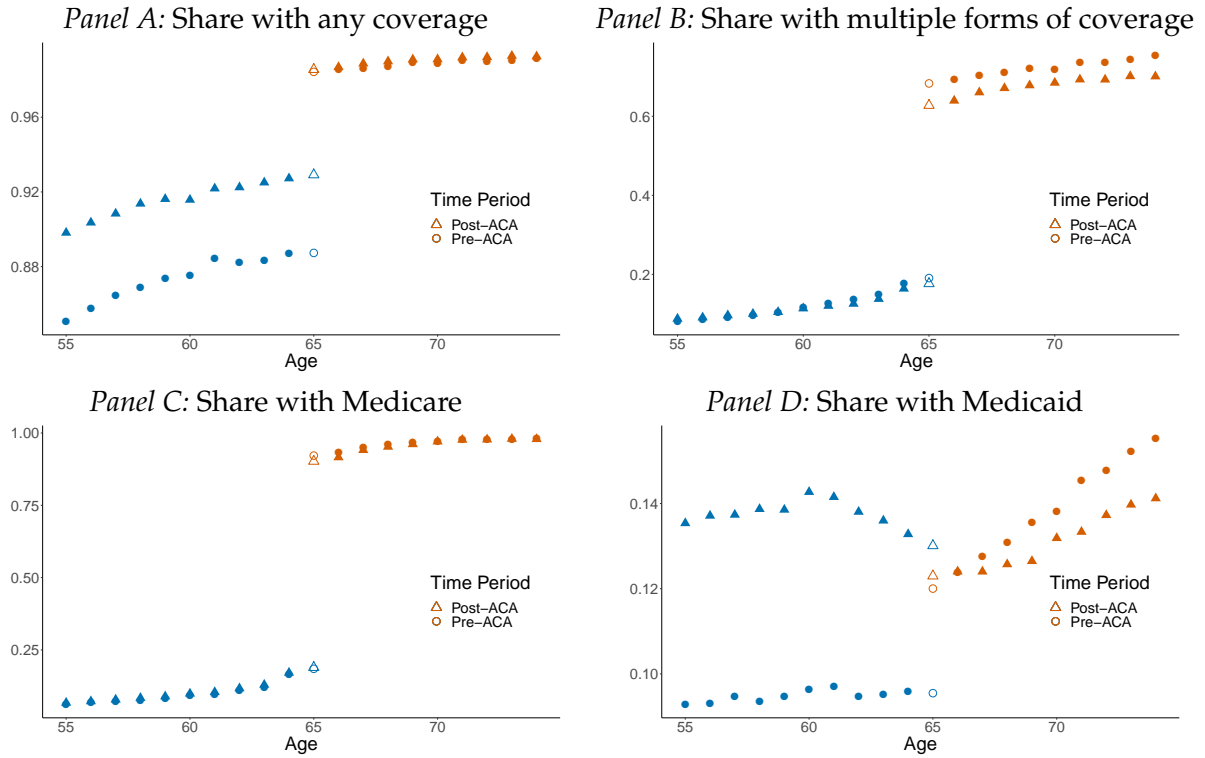 Panel A: Share with any coverage
0.96
0.92
0.88
55 60 65 70
Age
Time Period
Post−ACA
Pre−ACA
Panel B: Share with multiple forms of coverage
0.6
0.4
0.2
55 60 65 70
Age
Time Period
Post−ACA
Pre−ACA
Panel C: Share with Medicare
1.00
0.75
0.50
0.25
55 60 65 70
Age
Time Period
Post−ACA
Pre−ACA
Panel D: Share with Medicaid
0.14
0.12
0.10
55 60 65 70
Age
Time Period
Post−ACA
Pre−ACA